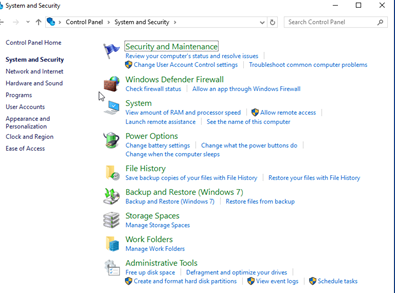 System and Security
Control Panel > System and Security
Search Control Panel
Control Panel Home
System and Security
Network and Internet
Hardware and Sound
Programs
User Accounts
Appearance and
Personalization
Clock and Region
Ease of Access
Security and Maintenance
Review your computer's status and resolve issues
Change User Account Control settings Troubleshoot common computer problems
Windows Defender Firewall
Check firewall status Allow an app through Windows Firewall
System
View amount of RAM and processor speed Allow remote access
Launch remote assistance See the name of this computer
Power Options
Change battery settings Change what the power buttons do
Change when the computer sleeps
File History
Save backup copies of your files with File History Restore your files with File History
Backup and Restore (Windows 7)
Backup and Restore (Windows 7) Restore files from backup
Storage Spaces
Manage Storage Spaces
Work Folders
Manage Work Folders
Administrative Tools
Free up disk space Defragment and optimize your drives
Create and format hard disk partitions View event logs Schedule tasks